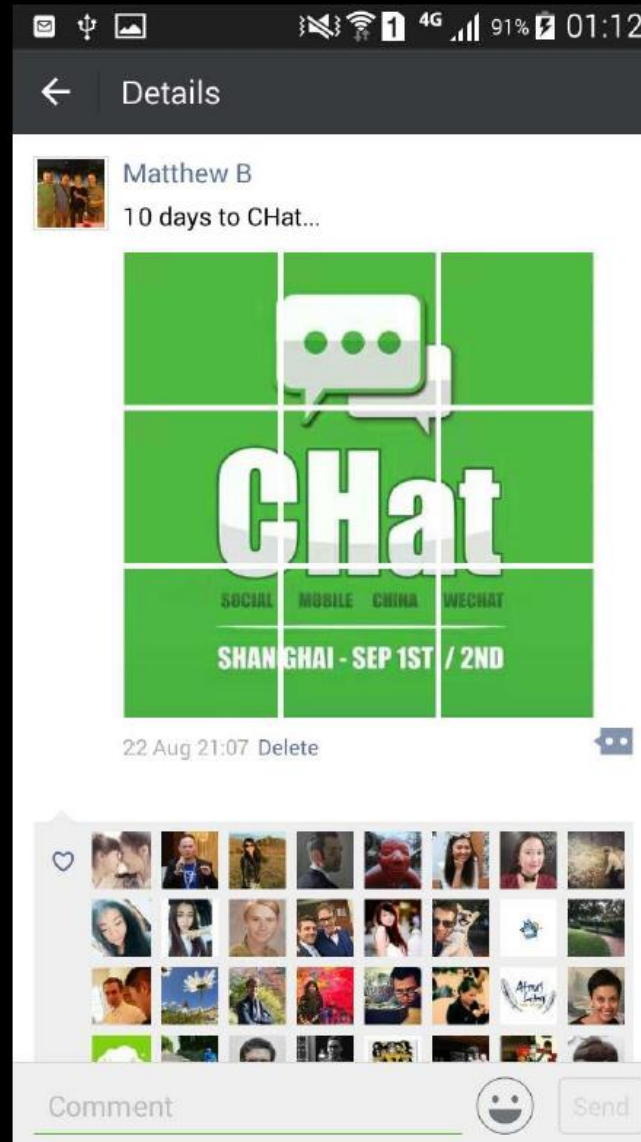 1 4G 91% 01:12
Details
Matthew B
10 days to CHat...
CHat
SOCIAL MOBILE CHINA WECHAT
SHANGHAI - SEP 1ST / 2ND
22 Aug 21:07 Delete
Comment
Send